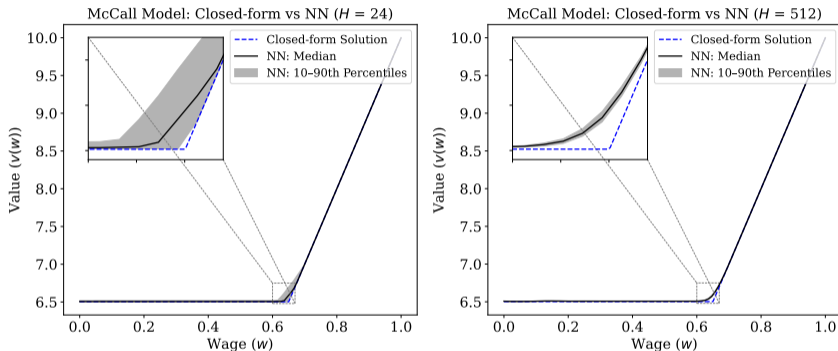 McCall Model: Closed-form vs NN (H = 24)
Closed-form Solution
NN: Median
NN: 10–90th Percentiles
10.0
9.5
9.0
8.5
8.0
7.5
7.0
6.5
Value (v(w))
0.0 0.2 0.4 0.6 0.8 1.0
Wage (w)
McCall Model: Closed-form vs NN (H = 512)
Closed-form Solution
NN: Median
NN: 10–90th Percentiles
10.0
9.5
9.0
8.5
8.0
7.5
7.0
6.5
Value (v(w))
0.0 0.2 0.4 0.6 0.8 1.0
Wage (w)